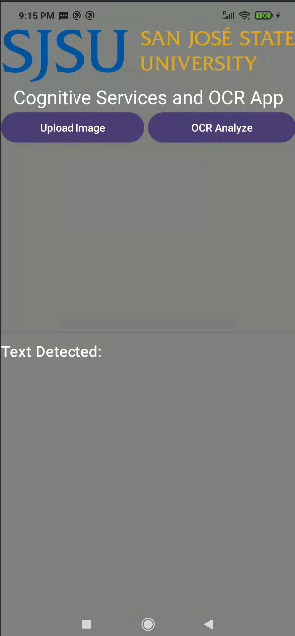 9:15 PM
100
SJSU SAN JOSÉ STATE
UNIVERSITY
Cognitive Services and OCR App
Upload Image OCR Analyze
Text Detected: